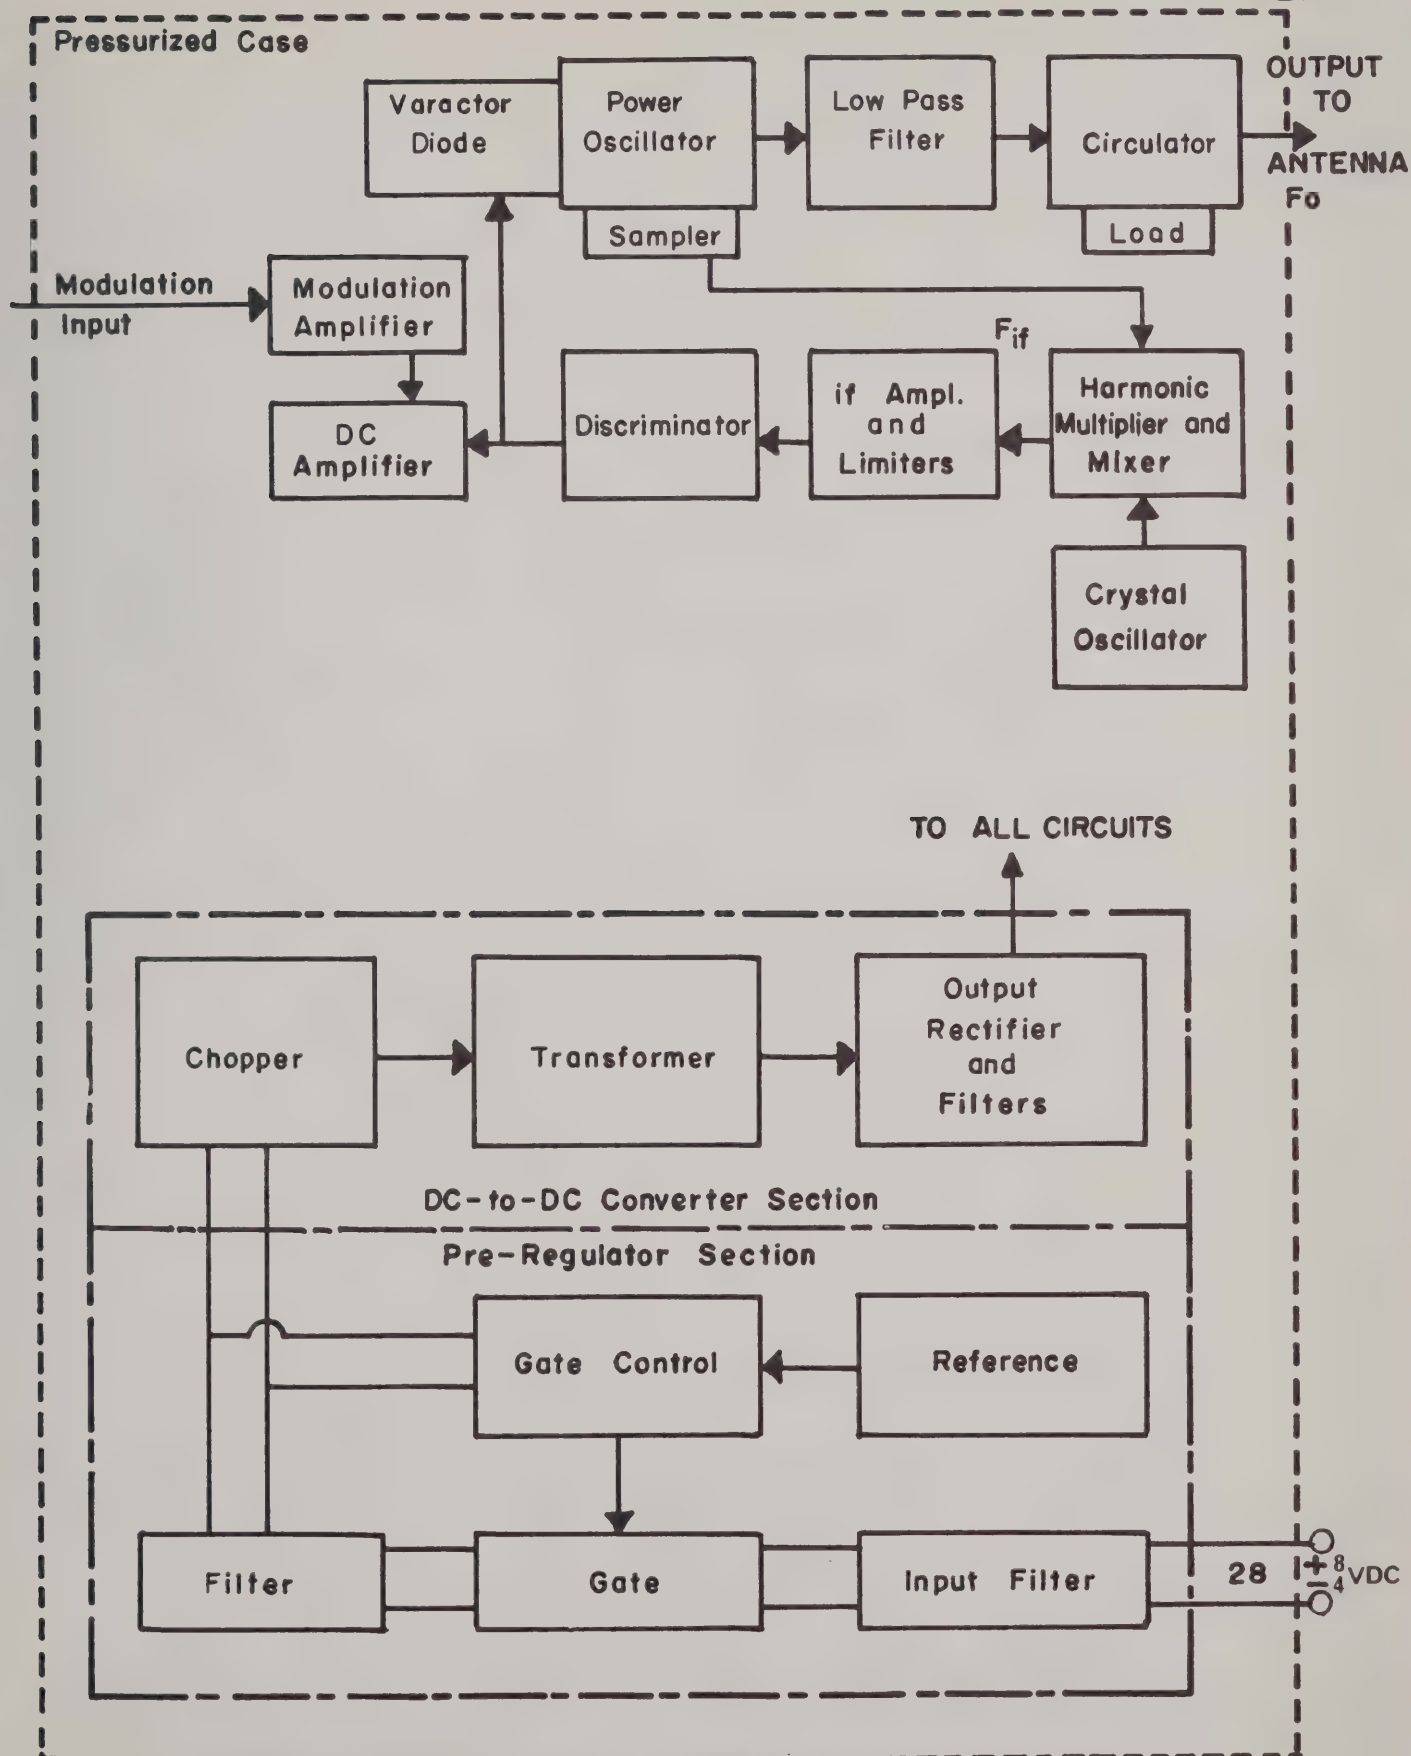 Pressurized Case
Varactor
Diode
Power
Oscillator
Low Pass
Filter
Circulator
OUTPUT
TO
ANTENNA
Fo
Sampler
Load
Modulation
Input
Modulation
Amplifier
Fif
DC
Amplifier
Discriminator
if Ampl.
and
Limiters
Harmonic
Multiplier and
Mixer
Crystal
Oscillator
TO ALL CIRCUITS
Chopper
Transformer
Output
Rectifier
and
Filters
DC-to-DC Converter Section
Pre-Regulator Section
Gate Control
Reference
Filter
Gate
Input Filter
28 +8 -4 VDC